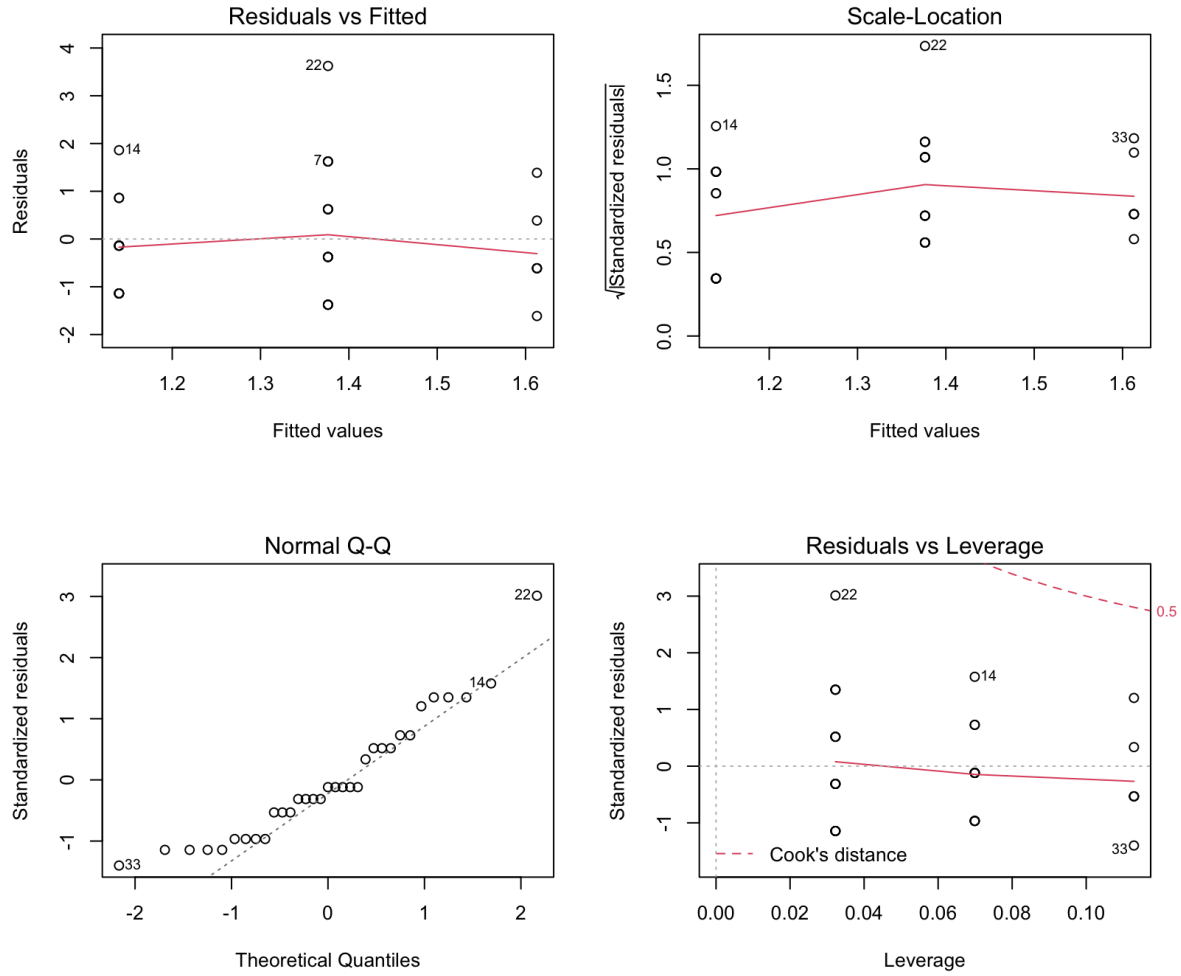 Residuals vs Fitted
4
3
2
1
0
-1
-2
Residuals
22
14
7
1.2 1.3 1.4 1.5 1.6
Fitted values
Scale-Location
1.5
1.0
0.5
0.0
√|Standardized residuals|
22
14
33
1.2 1.3 1.4 1.5 1.6
Fitted values
Normal Q-Q
3
2
1
0
-1
Standardized residuals
22
14
33
-2 -1 0 1 2
Theoretical Quantiles
Residuals vs Leverage
3
2
1
0
-1
Standardized residuals
22
0.5
14
33
Cook's distance
0.00 0.02 0.04 0.06 0.08 0.10
Leverage